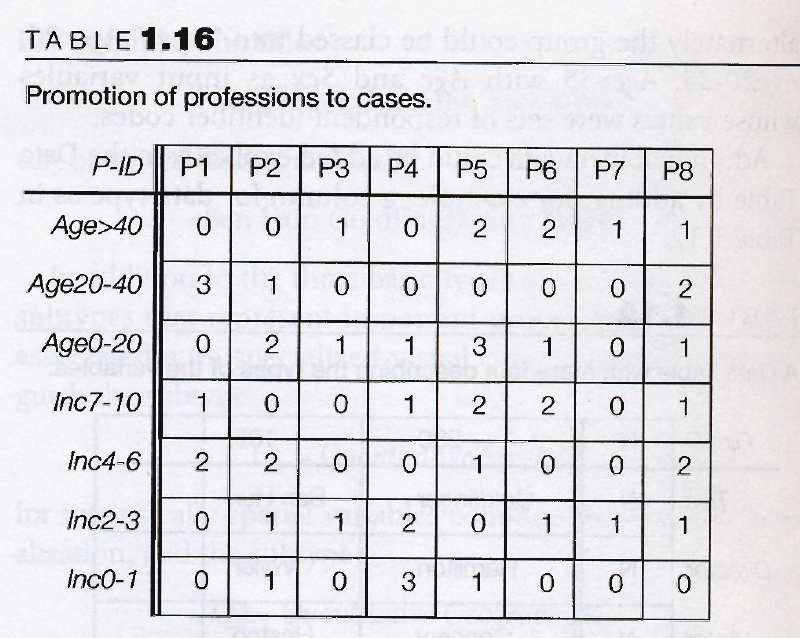 TABLE 1.16
Promotion of professions to cases.
P-ID P1 P2 P3 P4 P5 P6 P7 P8
Age>40 0 0 1 0 2 2 1 1
Age20-40 3 1 0 0 0 0 0 2
Age0-20 0 2 1 1 3 1 0 1
Inc7-10 1 0 0 1 2 2 0 1
Inc4-6 2 2 0 0 1 0 0 2
Inc2-3 0 1 1 2 0 1 1 1
Inc0-1 0 1 0 3 1 0 0 0